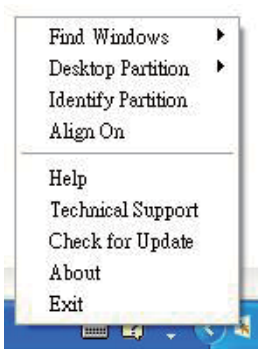 Find Windows
Desktop Partition
Identify Partition
Align On
Help
Technical Support
Check for Update
About
Exit